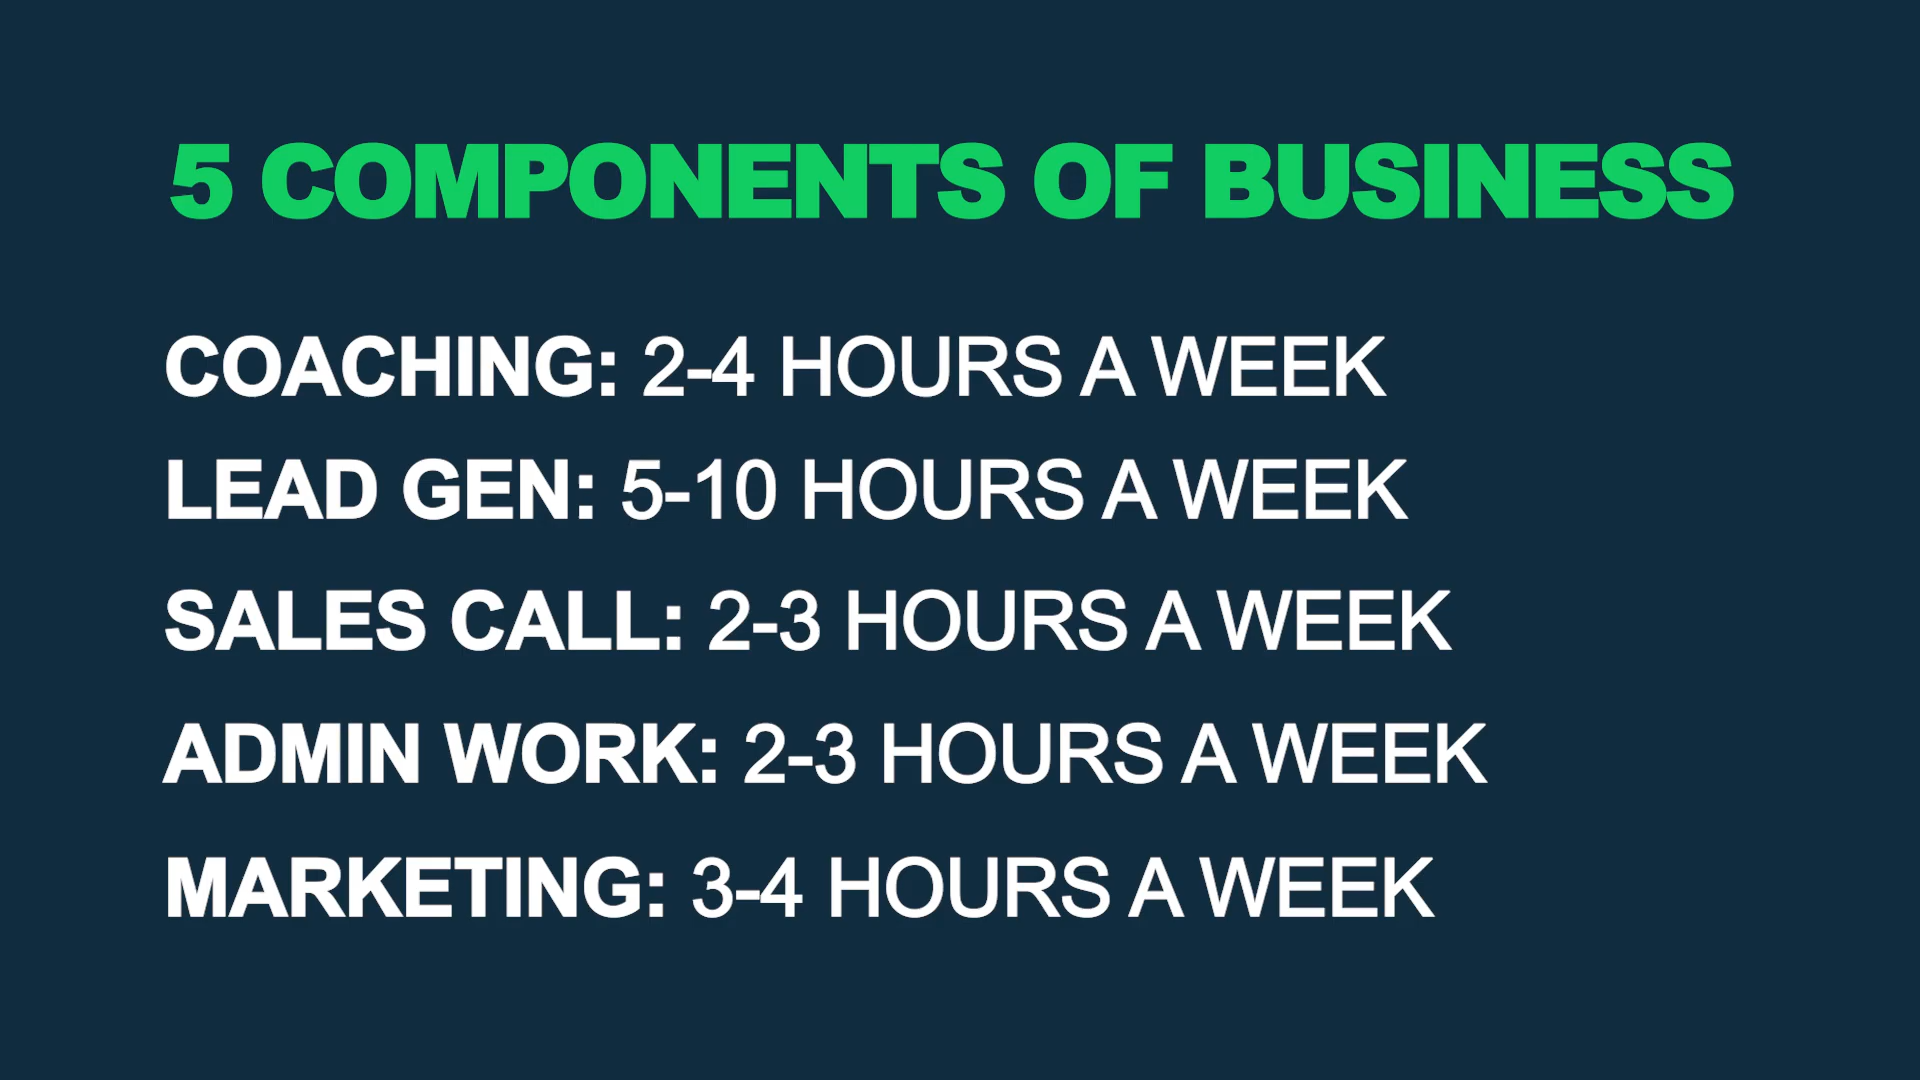 5 COMPONENTS OF BUSINESS
COACHING: 2-4 HOURS A WEEK
LEAD GEN: 5-10 HOURS A WEEK
SALES CALL: 2-3 HOURS A WEEK
ADMIN WORK: 2-3 HOURS A WEEK
MARKETING: 3-4 HOURS A WEEK